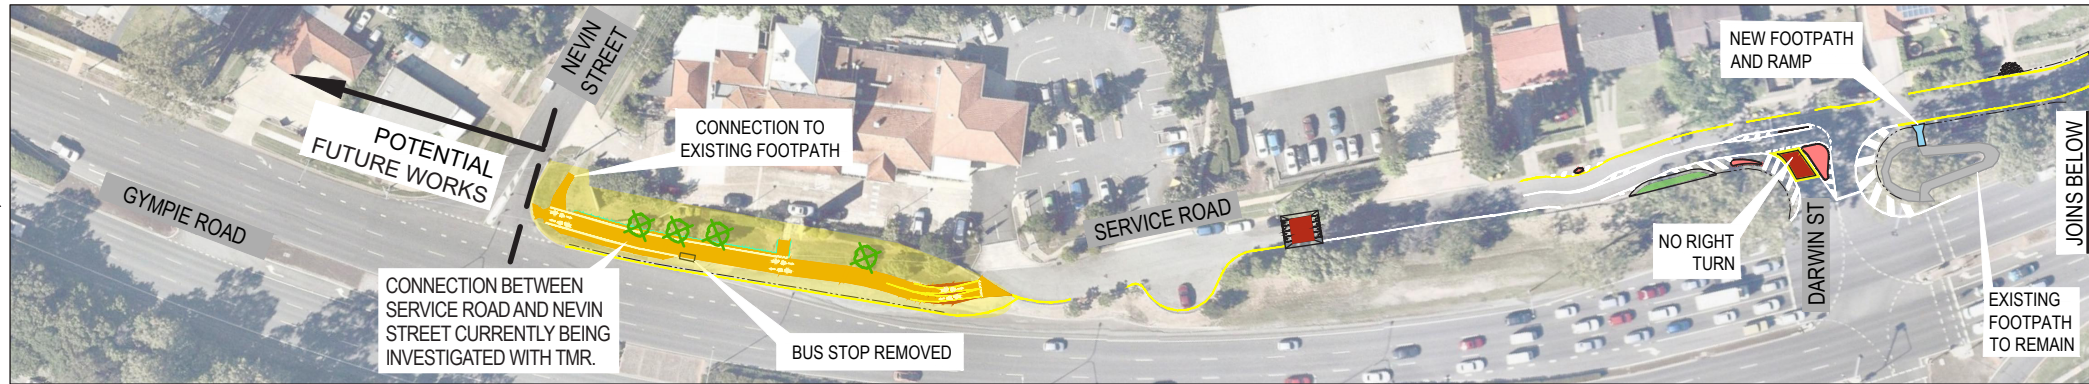 NEVIN
STREET
POTENTIAL
FUTURE WORKS
GYMPIE ROAD
CONNECTION TO
EXISTING FOOTPATH
CONNECTION BETWEEN
SERVICE ROAD AND NEVIN
STREET CURRENTLY BEING
INVESTIGATED WITH TMR.
BUS STOP REMOVED
SERVICE ROAD
NEW FOOTPATH
AND RAMP
NO RIGHT
TURN
DARWIN ST
EXISTING
FOOTPATH
TO REMAIN
JOINS BELOW